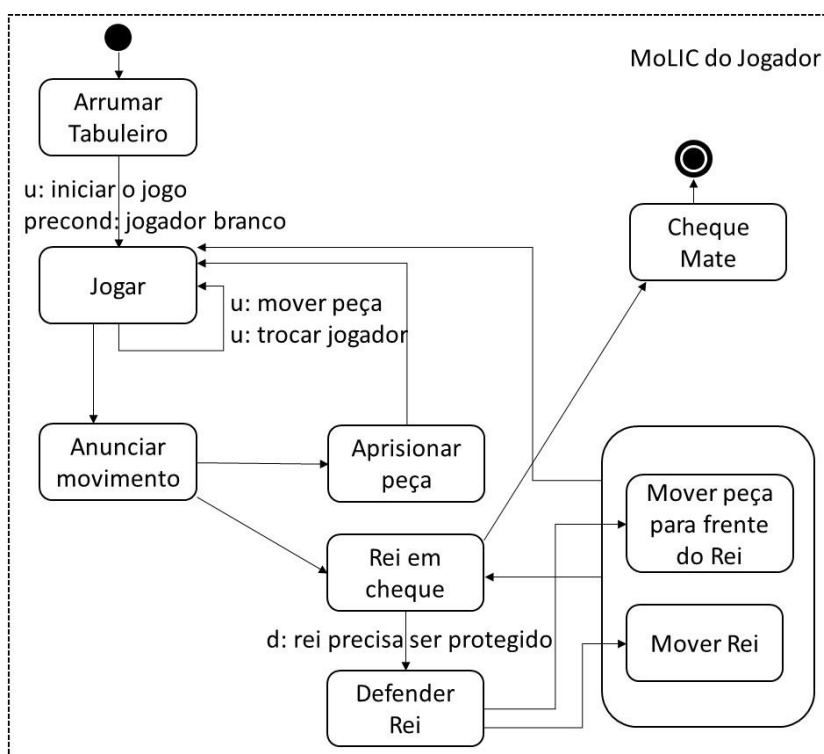 MoLIC do Jogador
Arrumar
Tabuleiro
u: iniciar o jogo
precond: jogador branco
Cheque
Mate
Jogar
u: mover peça
u: trocar jogador
Anunciar
movimento
Aprisionar
peça
Mover peça
para frente
do Rei
Rei em
cheque
d: rei precisa ser protegido
Mover Rei
Defender
Rei